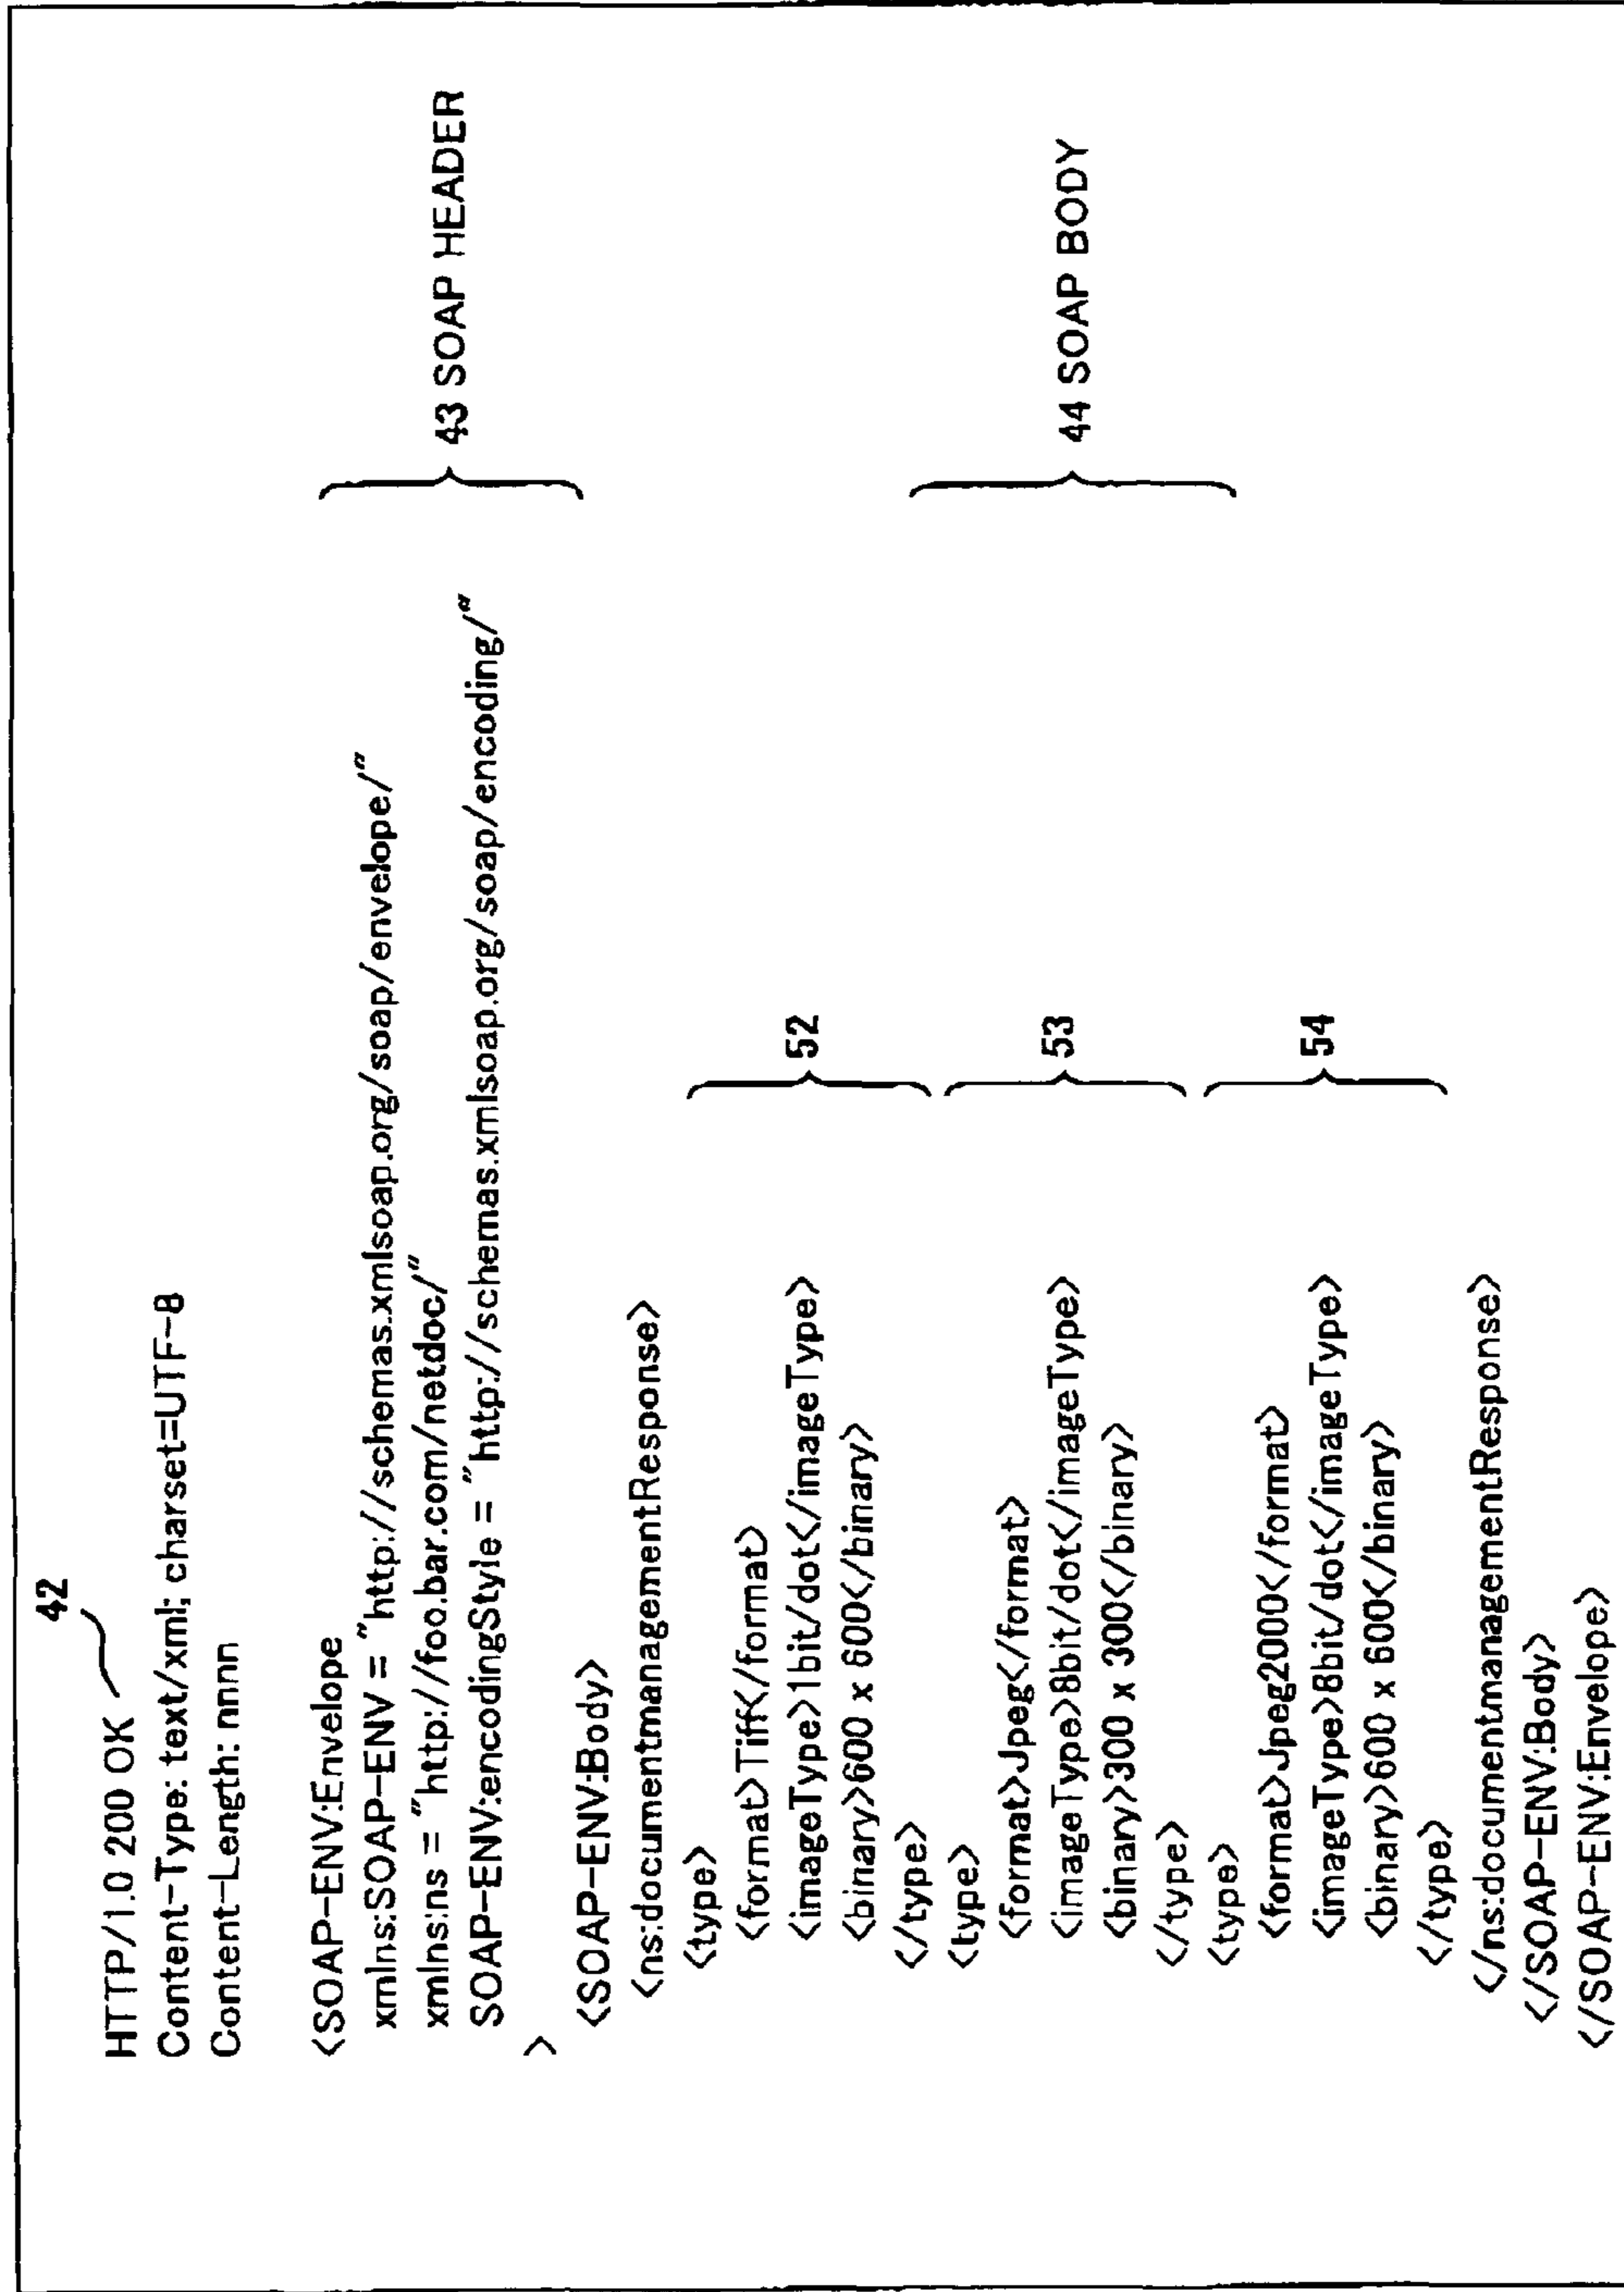 42
HTTP/1.0 200 OK
Content-Type: text/xml; charset=UTF-8
Content-Length: nnnn
<SOAP-ENV:Envelope
xmlns:SOAP-ENV = "http://schemas.xmlsoap.org/soap/envelope/"
xmlns:ns = "http://foo.bar.com/netdoc/"
43 SOAP HEADER
SOAP-ENV:encodingStyle = "http://schemas.xmlsoap.org/soap/encoding/"
>
<SOAP-ENV:Body>
<ns:documentmanagementResponse>
<type>
<format>Tiff</format>
<imageType>1bit/dot</imageType>
52
<binary>600 x 600</binary>
</type>
<type>
<format>Jpeg</format>
<imageType>8bit/dot</imageType>
53
44 SOAP BODY
<binary>300 x 300</binary>
</type>
<type>
<format>Jpeg2000</format>
<imageType>8bit/dot</imageType>
54
<binary>600 x 600</binary>
</type>
</ns:documentmanagementResponse>
</SOAP-ENV:Body>
</SOAP-ENV:Envelope>